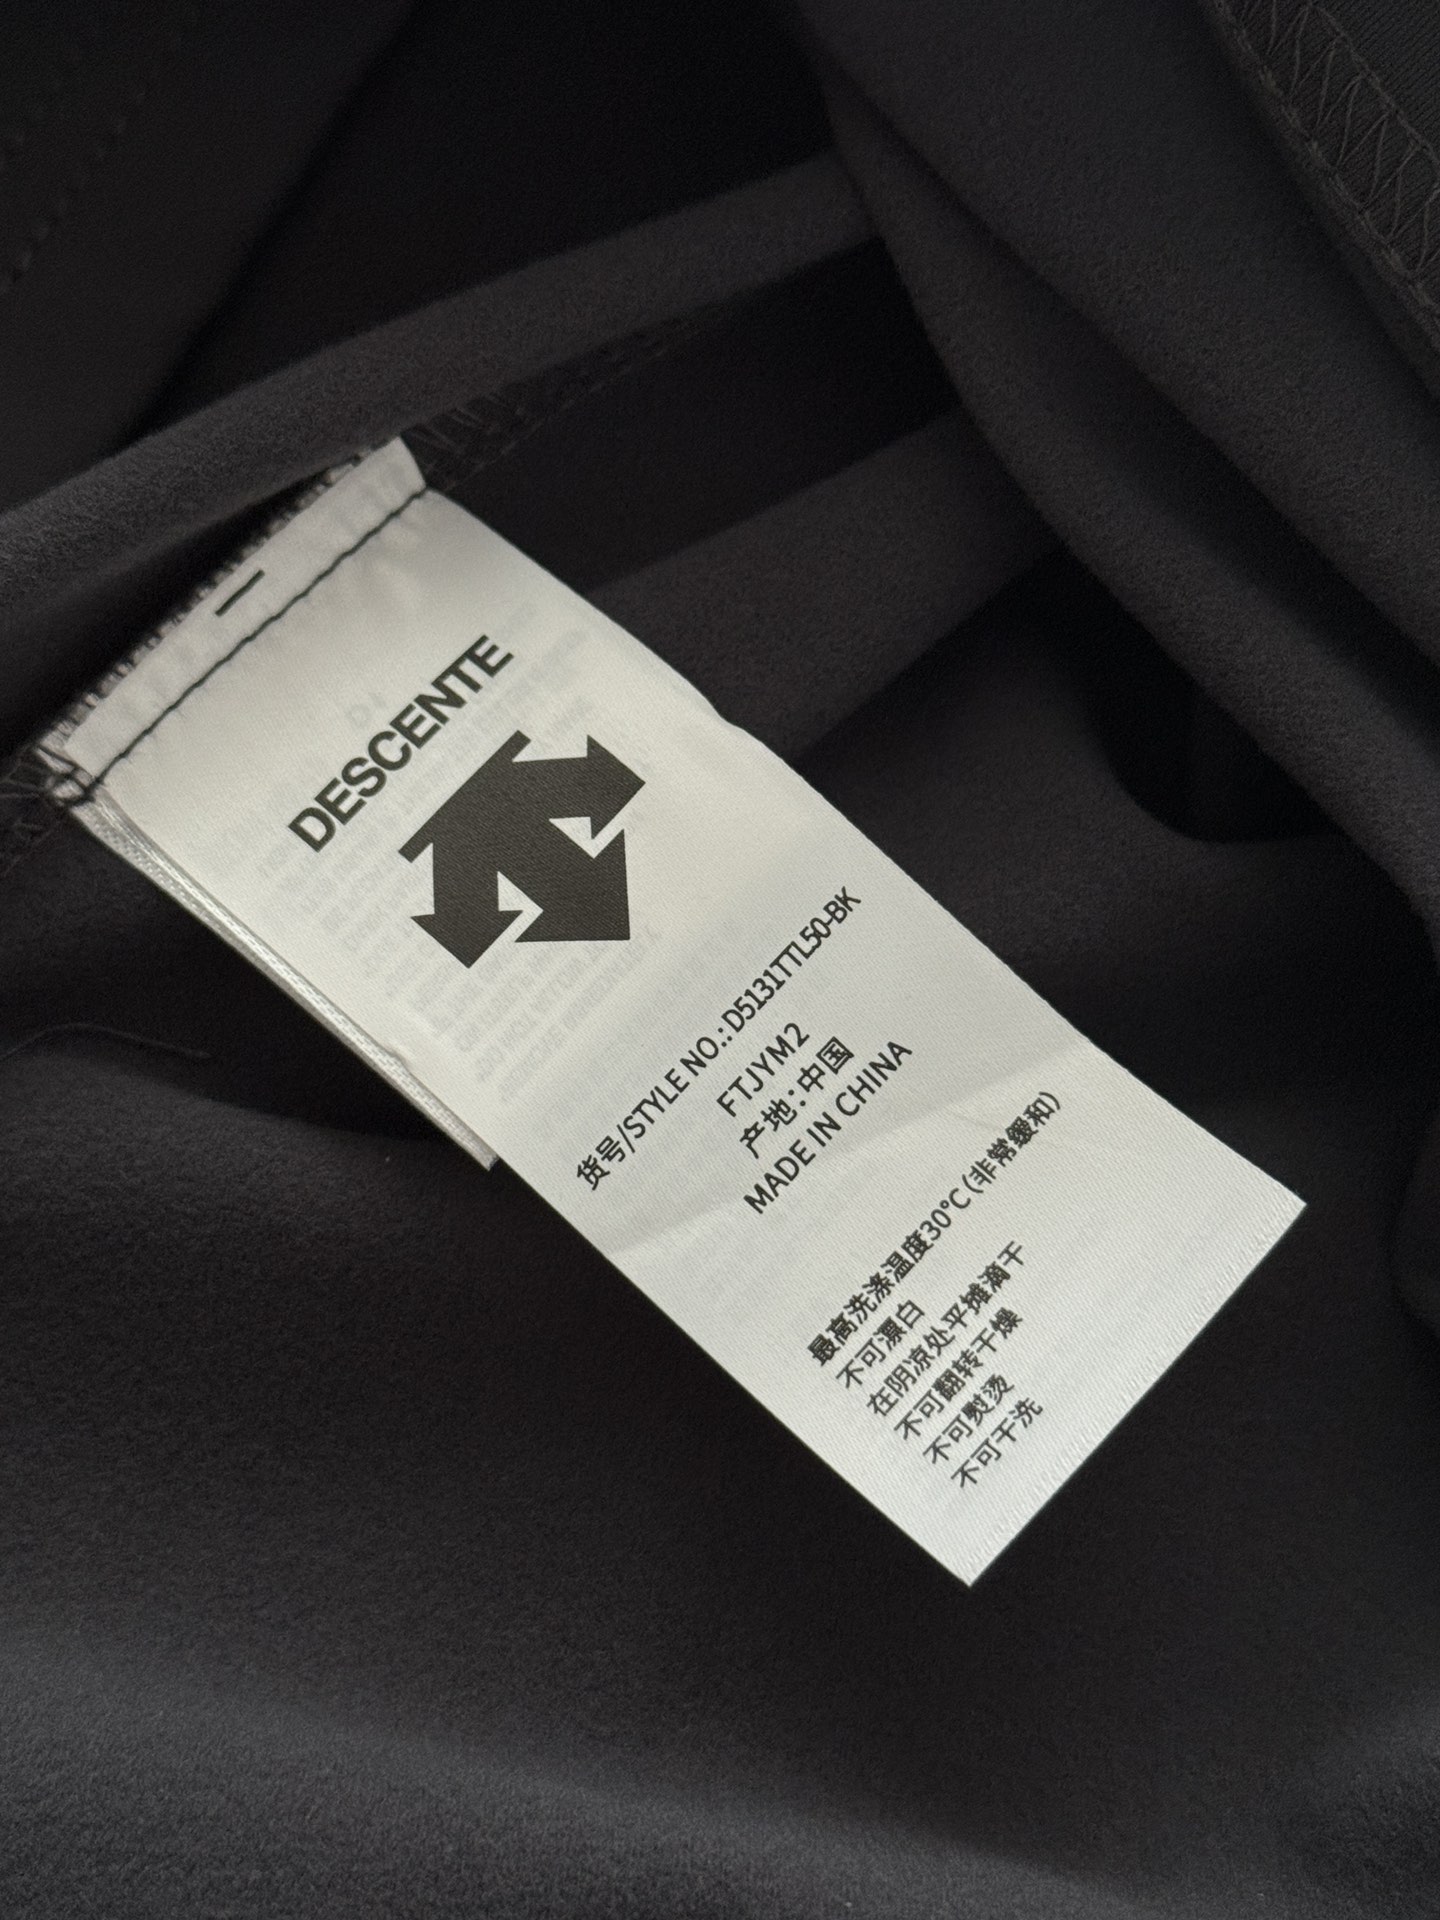 DESCENTE
货号/STYLE NO.: D5131TTL50-BK
FTJYM2
产地:中国
MADE IN CHINA
最高洗涤温度30℃(非常缓和)
不可漂白
在阴凉处平摊滴干
不可翻转干燥
不可熨烫
不可干洗